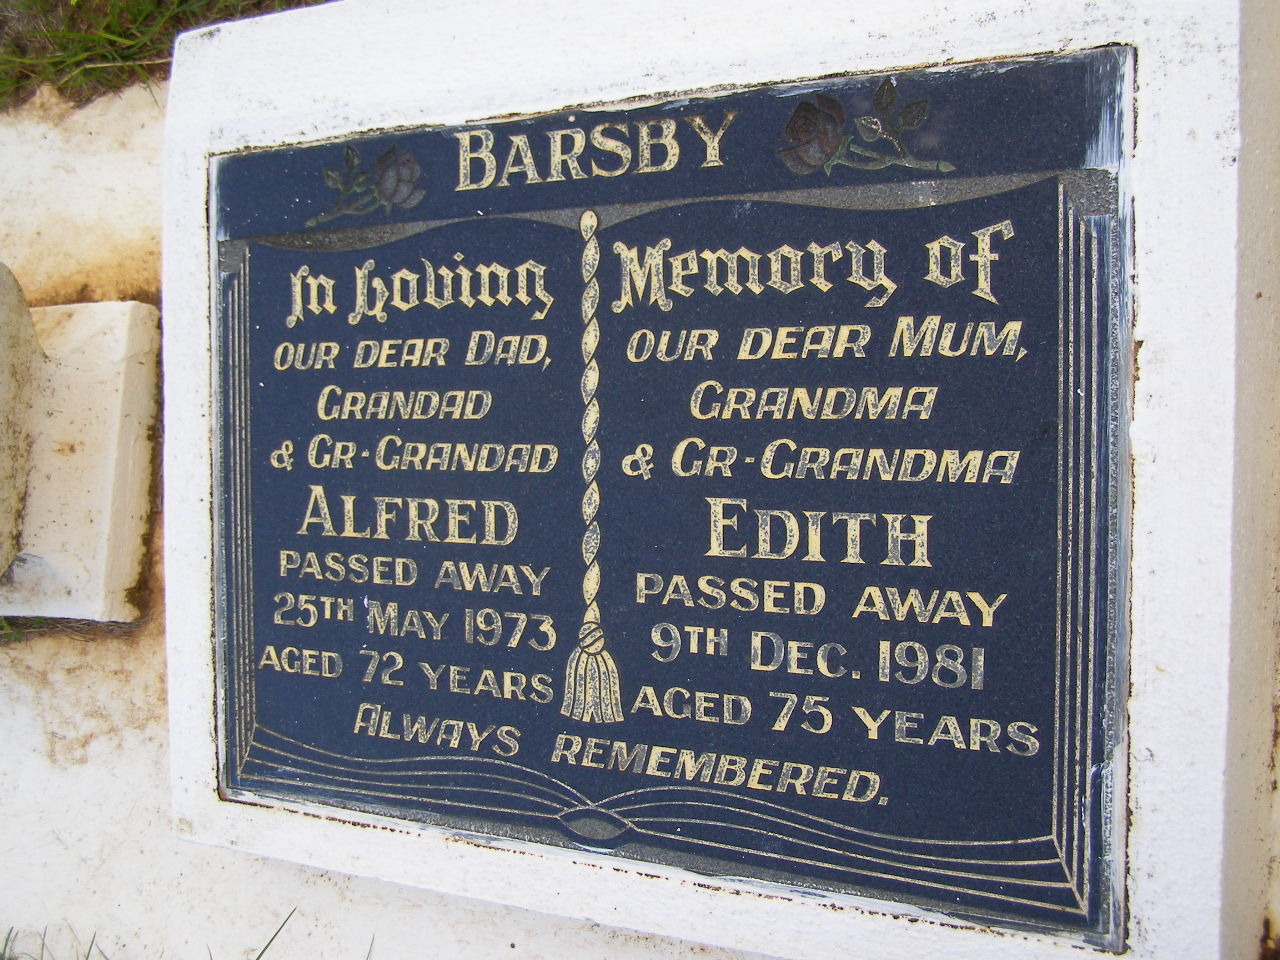 BARSBY
In Loving
OUR DEAR DAD,
GRANDAD
& GR-GRANDAD
ALFRED
PASSED AWAY
25TH MAY 1973
AGED 72 YEARS
Memory of
OUR DEAR MUM,
GRANDMA
& GR-GRANDMA
EDITH
PASSED AWAY
9TH DEC. 1981
AGED 75 YEARS
ALWAYS REMEMBERED.